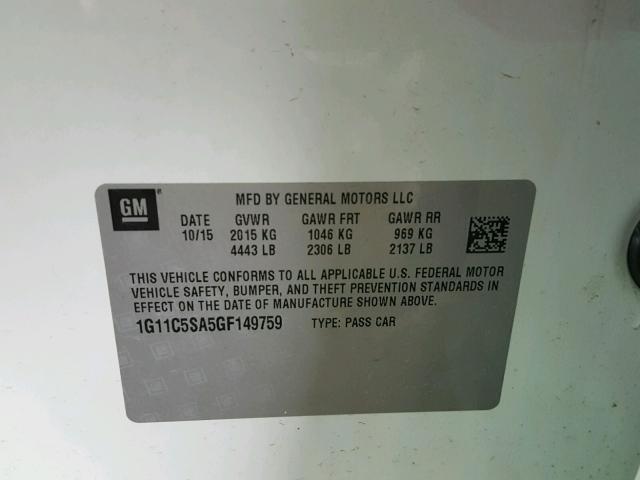 GM
MFD BY GENERAL MOTORS LLC
DATE GVWR GAWR FRT GAWR RR
10/15 2015 KG 1046 KG 969 KG
4443 LB 2306 LB 2137 LB
THIS VEHICLE CONFORMS TO ALL APPLICABLE U.S. FEDERAL MOTOR
VEHICLE SAFETY, BUMPER, AND THEFT PREVENTION STANDARDS IN
EFFECT ON THE DATE OF MANUFACTURE SHOWN ABOVE.
1G11C5SA5GF149759 TYPE: PASS CAR